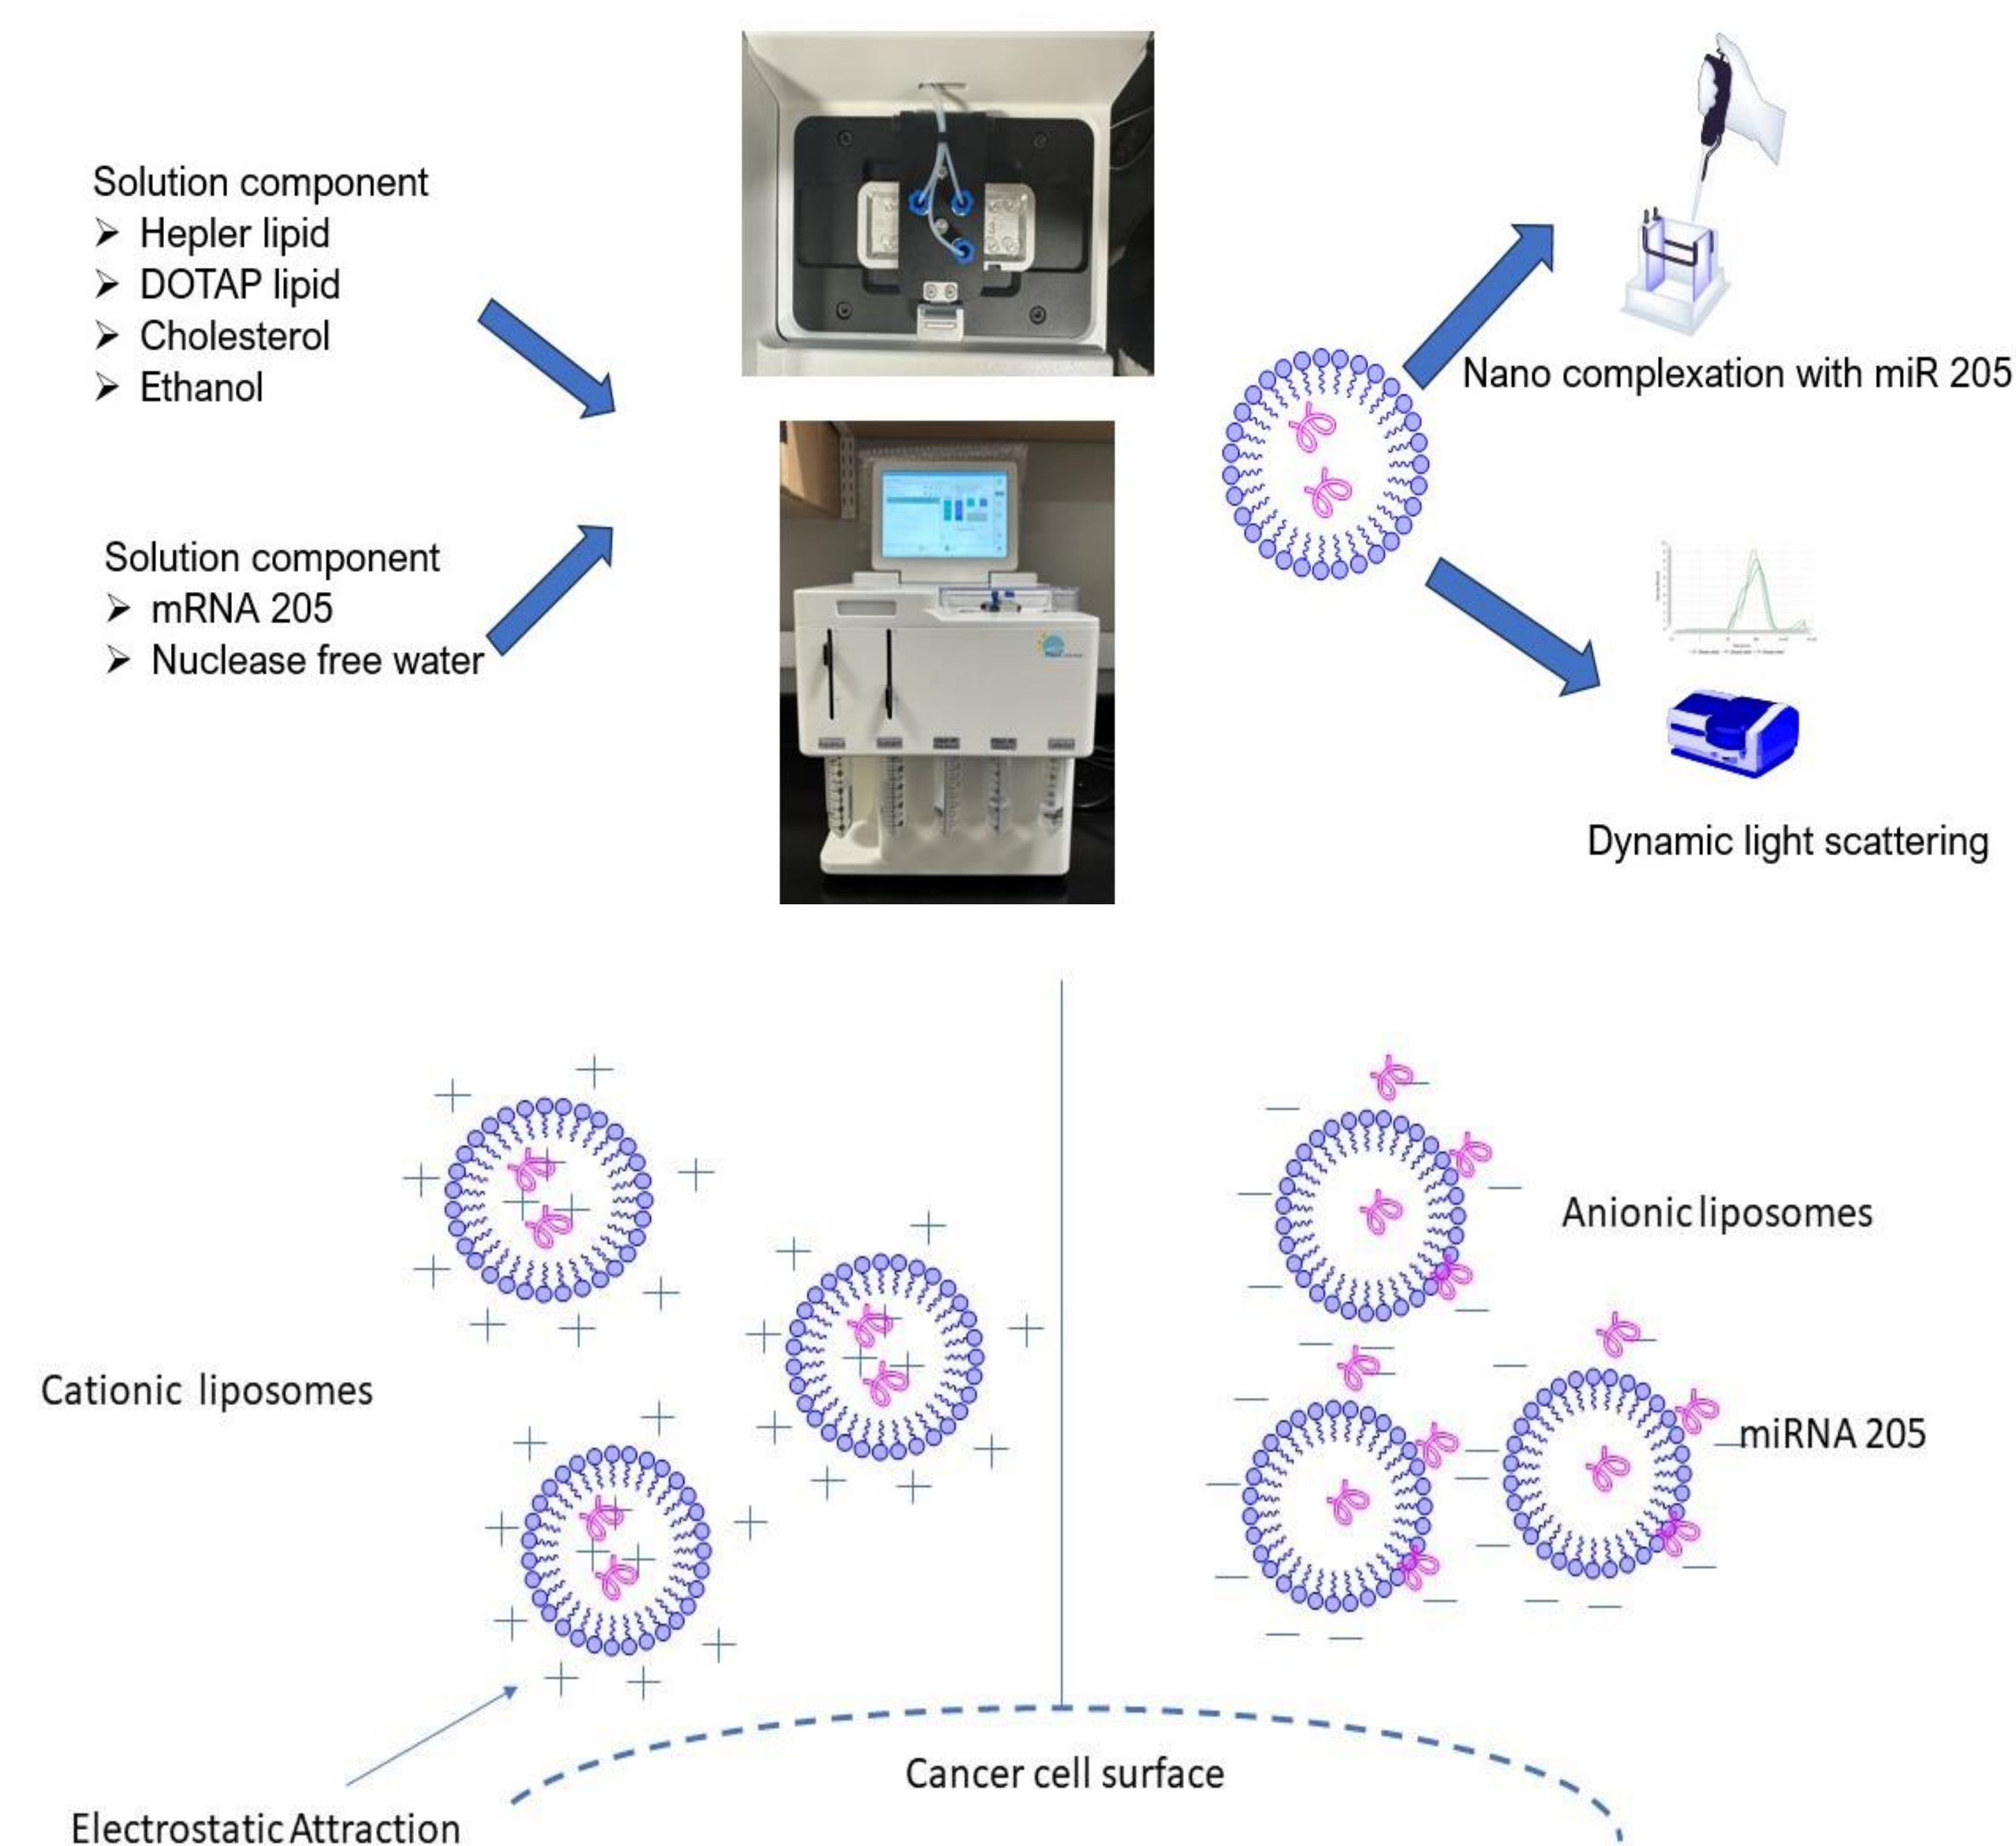 Solution component
Hepler lipid
DOTAP lipid
Cholesterol
Ethanol
Solution component
mRNA 205
Nuclease free water
Nano complexation with miR 205
Dynamic light scattering
Cationic liposomes
Anionic liposomes
miRNA 205
Cancer cell surface
Electrostatic Attraction